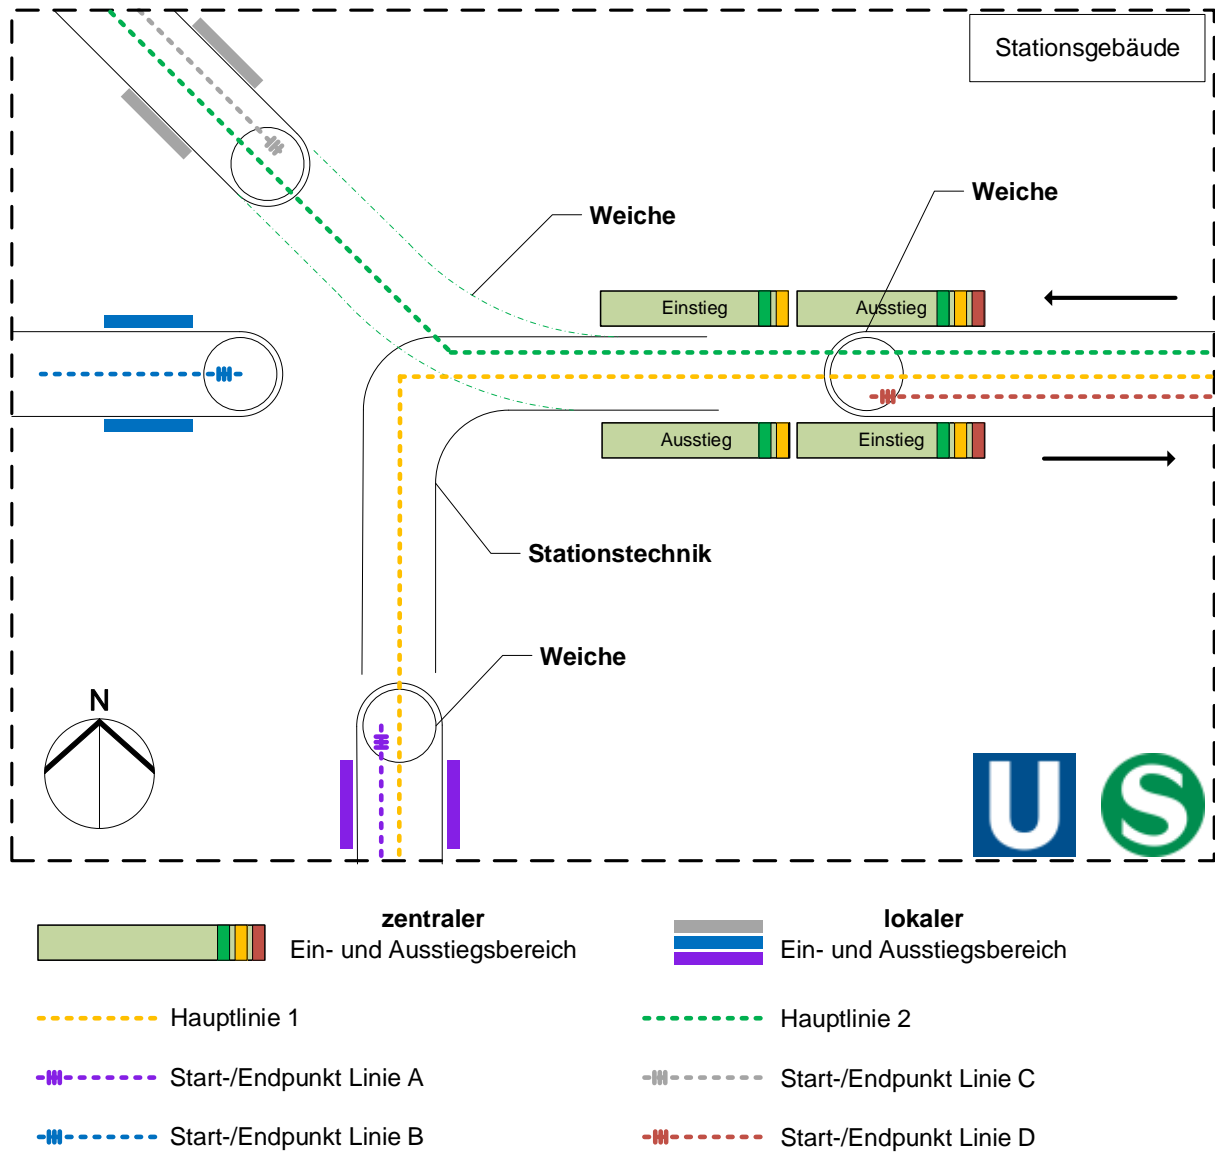 Stationsgebäude
Weiche
Weiche
Einstieg
Ausstieg
Ausstieg
Einstieg
Stationstechnik
Weiche
N
U
S
zentraler
Ein- und Ausstiegsbereich
lokaler
Ein- und Ausstiegsbereich
Hauptlinie 1
Hauptlinie 2
Start-/Endpunkt Linie A
Start-/Endpunkt Linie C
Start-/Endpunkt Linie B
Start-/Endpunkt Linie D